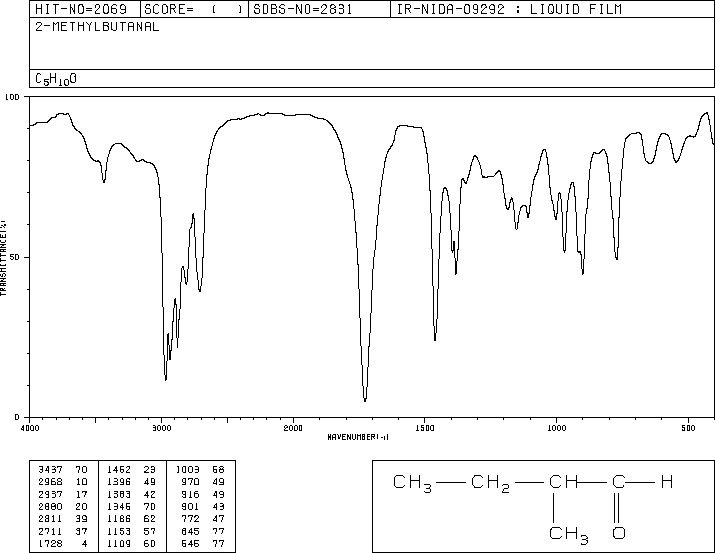 HIT-NO=2069 SCORE= ( ) SDBS-NO=2831 IR-NIDA-09292 : LIQUID FILM
2-METHYLBUTANAL
C5H10O
100
50
0
TRANSMITTANCE(%)
4000 3000 2000 1500 1000 500
WAVENUMBER(-1)
3437 70 1462 23 1003 58
2968 10 1396 49 970 49
2937 17 1383 42 916 49
2880 20 1346 70 901 43
2811 39 1186 62 772 47
2711 37 1153 57 645 77
1728 4 1109 60 546 77
CH3 CH2 CH C H
CH3 O